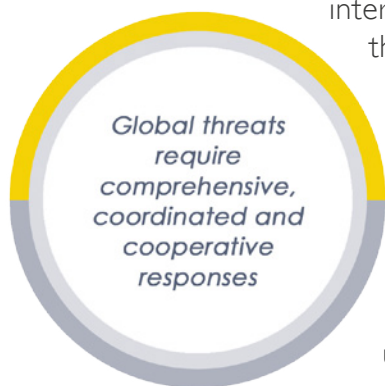 Global threats
require
comprehensive,
coordinated and
cooperative
responses